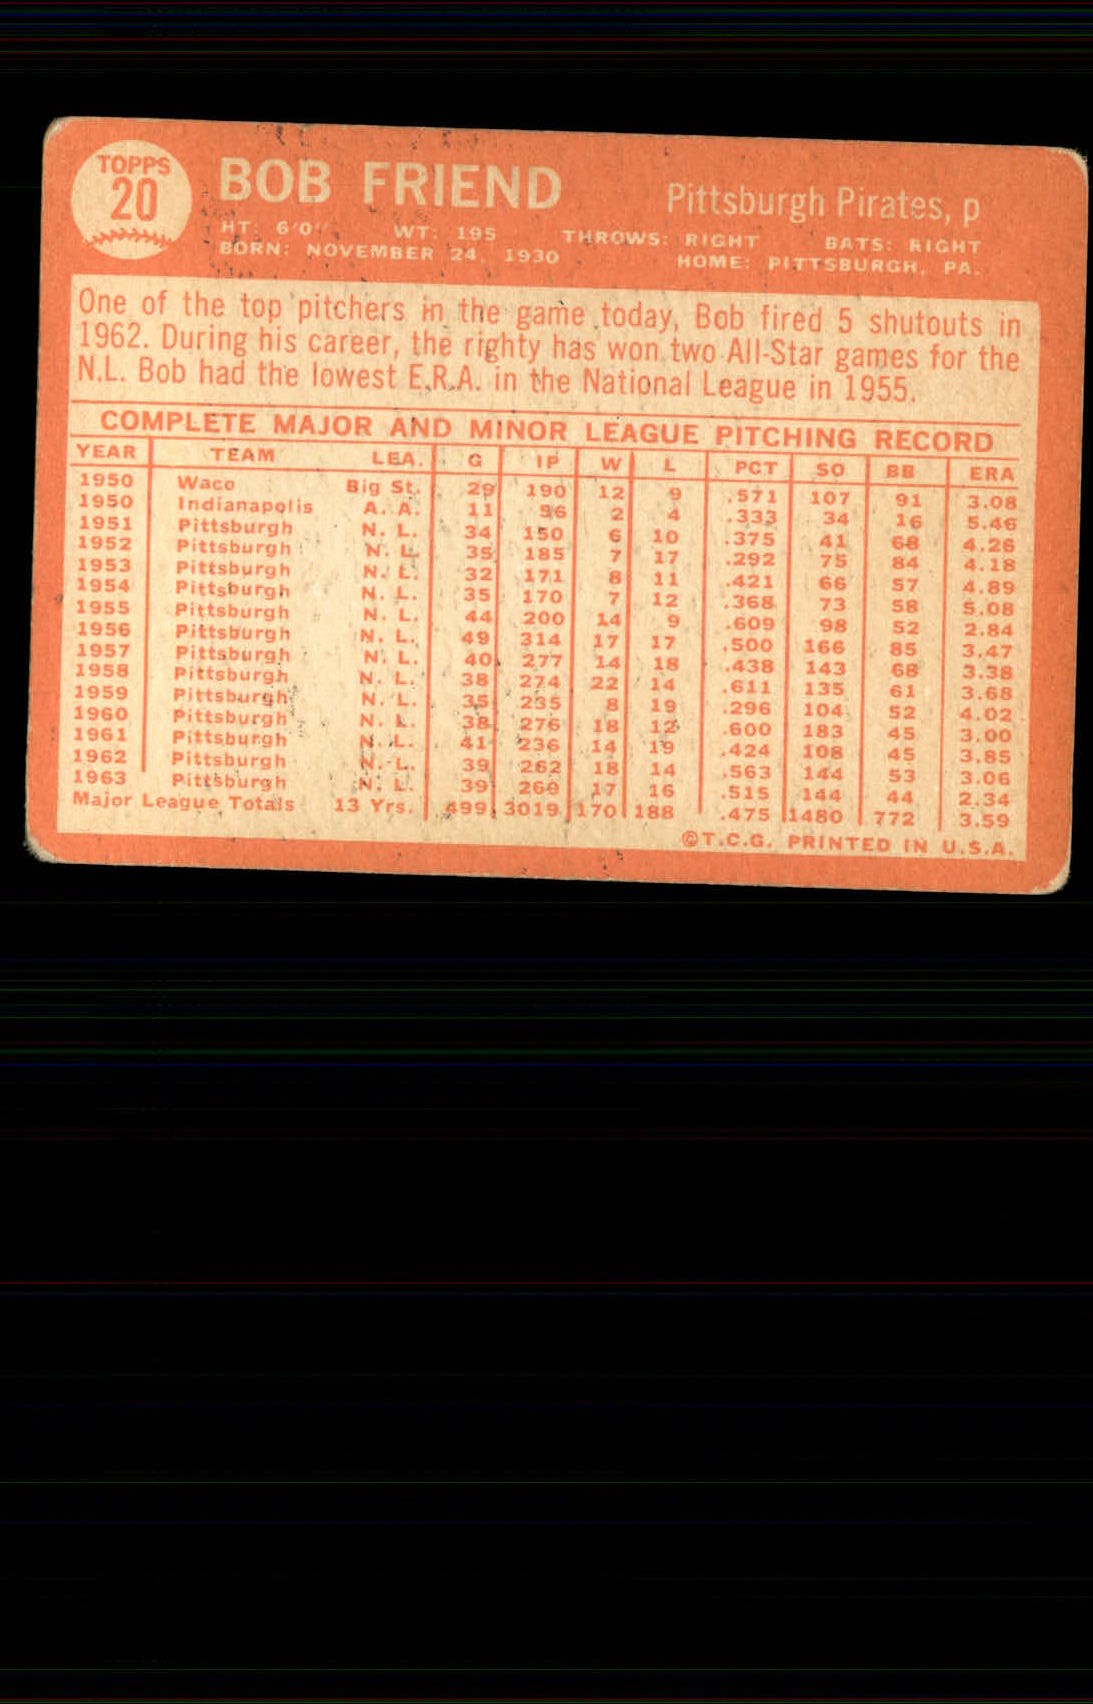 TOPPS
20
BOB FRIEND
Pittsburgh Pirates, p
HT: 6'0" WT: 195 THROWS: RIGHT BATS: RIGHT
BORN: NOVEMBER 24, 1930 HOME: PITTSBURGH, PA.
One of the top pitchers in the game today, Bob fired 5 shutouts in
1962. During his career, the righty has won two All-Star games for the
N.L. Bob had the lowest E.R.A. in the National League in 1955.
COMPLETE MAJOR AND MINOR LEAGUE PITCHING RECORD
YEAR TEAM LEA. G IP W L PCT SO BB ERA
1950 Waco Big St. 29 190 12 9 .571 107 91 3.08
1950 Indianapolis A. A. 11 56 2 4 .333 34 16 5.46
1951 Pittsburgh N. L. 34 150 6 10 .375 41 68 4.26
1952 Pittsburgh N. L. 35 185 7 17 .292 75 84 4.18
1953 Pittsburgh N. L. 32 171 8 11 .421 66 57 4.89
1954 Pittsburgh N. L. 35 170 7 12 .368 73 58 5.08
1955 Pittsburgh N. L. 44 200 14 9 .609 98 52 2.84
1956 Pittsburgh N. L. 49 314 17 17 .500 166 85 3.47
1957 Pittsburgh N. L. 40 277 14 18 .438 143 68 3.38
1958 Pittsburgh N. L. 38 274 22 14 .611 135 61 3.68
1959 Pittsburgh N. L. 35 235 8 19 .296 104 52 4.02
1960 Pittsburgh N. L. 38 276 18 12 .600 183 45 3.00
1961 Pittsburgh N. L. 41 236 14 19 .424 108 45 3.85
1962 Pittsburgh N. L. 39 262 18 14 .563 144 53 3.06
1963 Pittsburgh N. L. 39 269 17 16 .515 144 44 2.34
Major League Totals 13 Yrs. 499 3019 170 188 .475 1480 772 3.59
©T.C.G. PRINTED IN U.S.A.